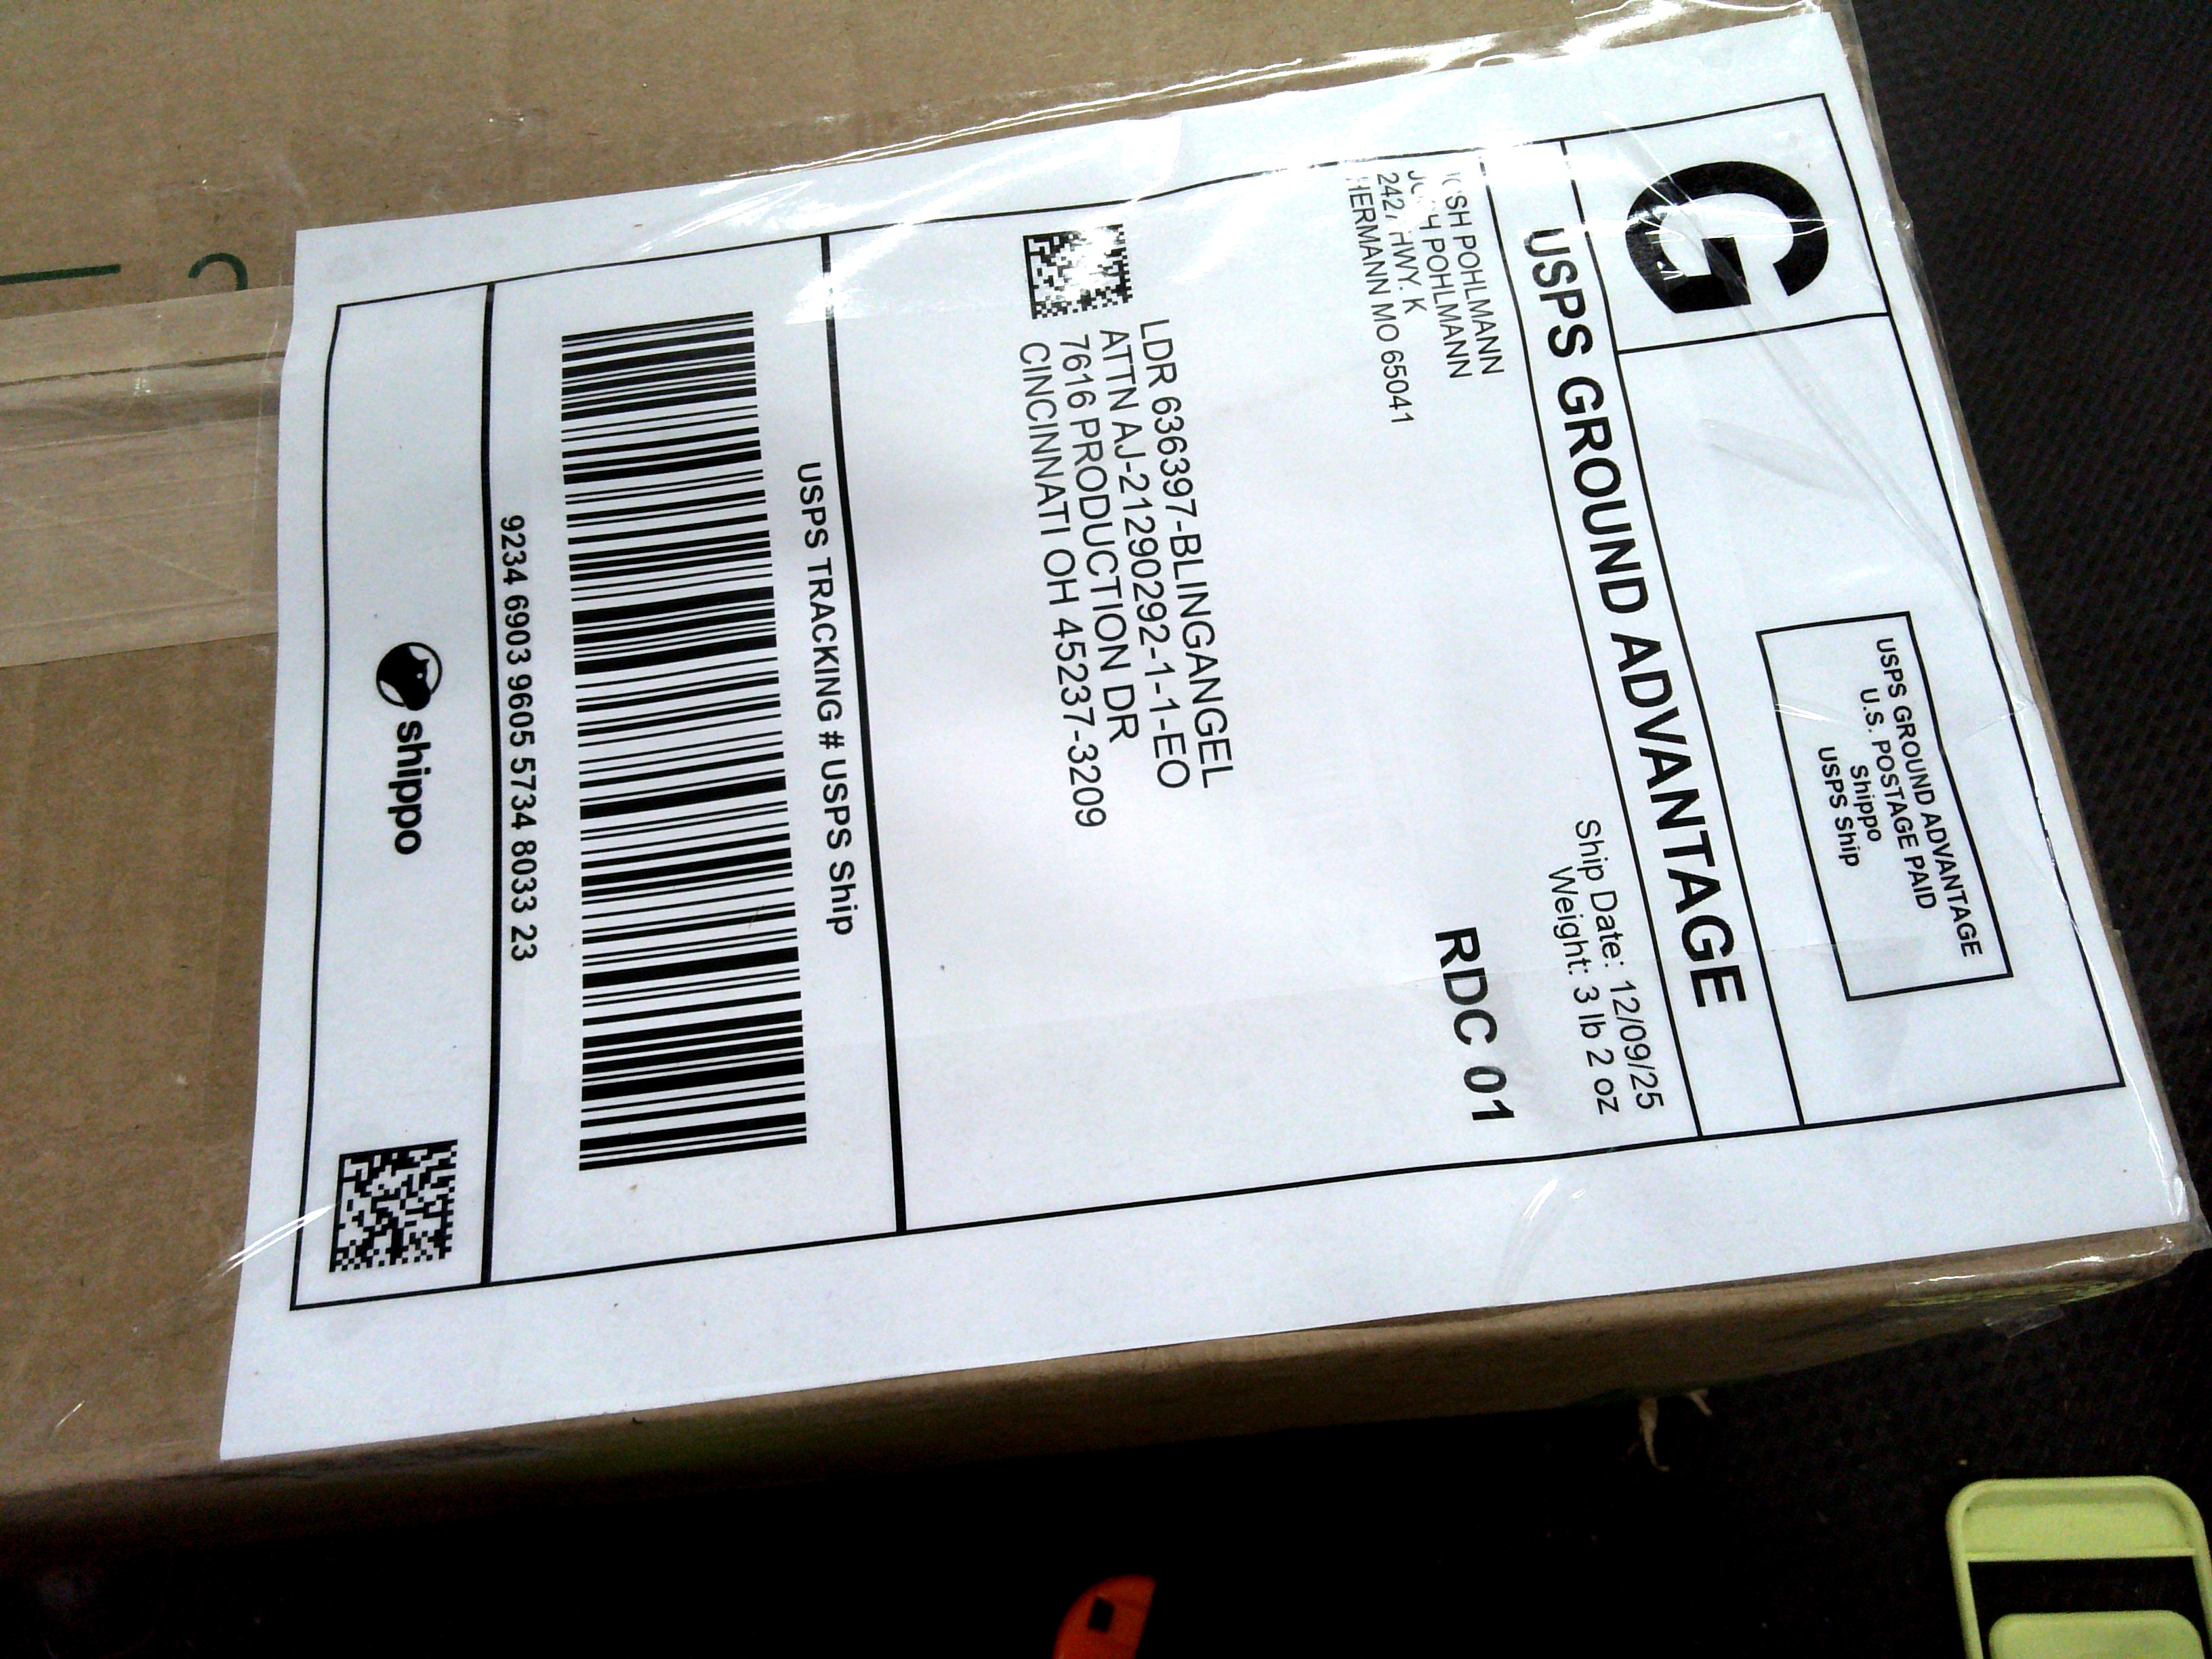 G
USPS GROUND ADVANTAGE
U.S. POSTAGE PAID
Shippo
USPS Ship
USPS GROUND ADVANTAGE
POHLMANN
POHLMANN
HWY. K
HERMANN MO 65041
Ship Date: 12/09/25
Weight: 3 lb 2 oz
RDC 01
LDR 636397-BLINGANGEL
ATTN AJ-21290292-1-1-EO
7616 PRODUCTION DR
CINCINNATI OH 45237-3209
USPS TRACKING # USPS Ship
9234 6903 9605 5734 8033 23
shippo